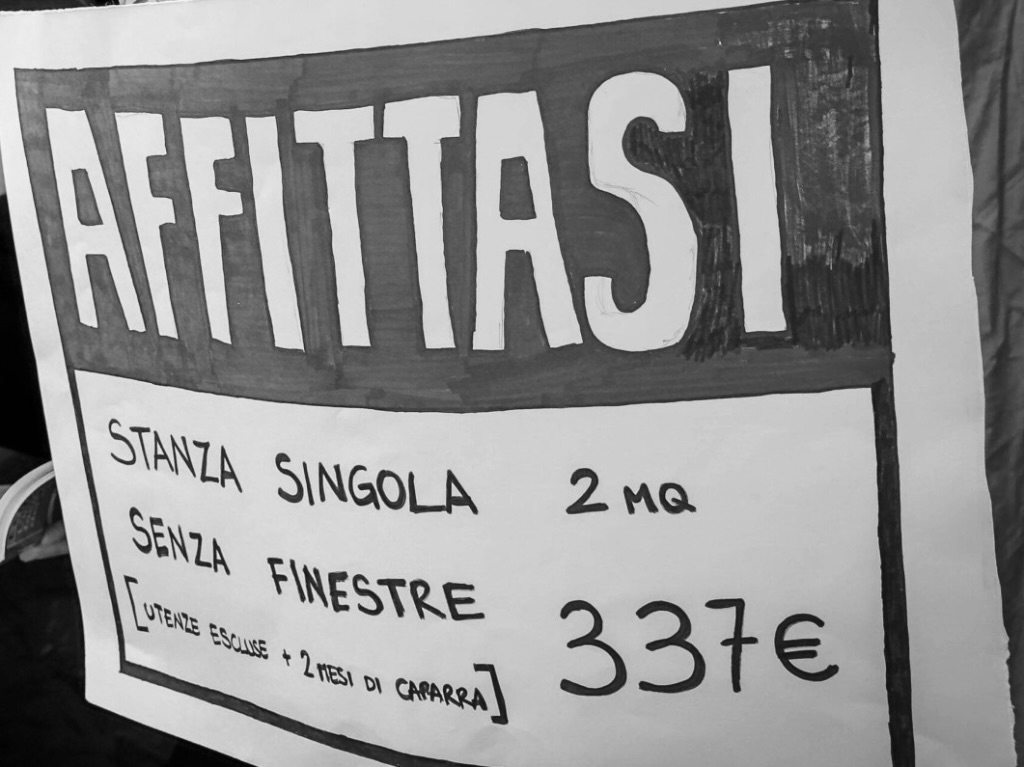 AFFITTASI
STANZA SINGOLA 2 MQ
SENZA FINESTRE
[UTENZE ESCLUSE + 2 MESI DI CAPARRA]
337€